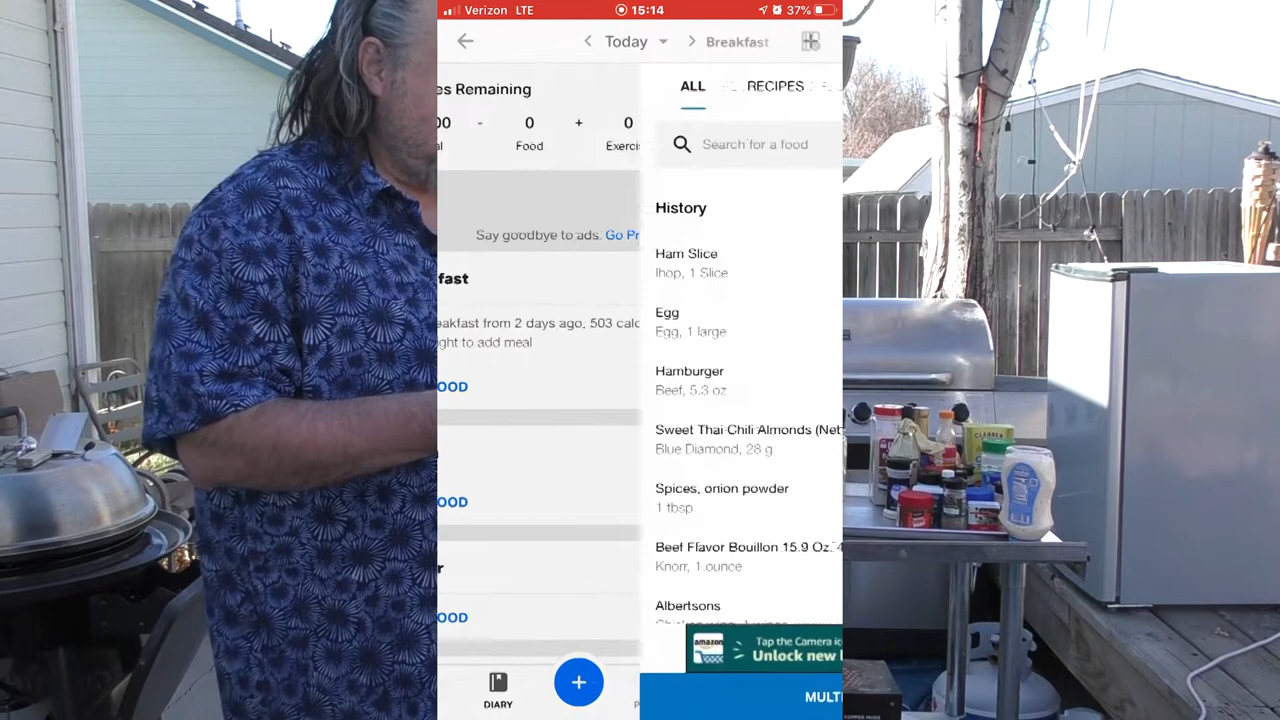 Verizon LTE 15:14 37%
Today Breakfast
es Remaining
00 - 0 + 0
al Food Exerci
Say goodbye to ads. Go Pr
fast
eakfast from 2 days ago, 503 calo
ght to add meal
OOD
OOD
r
OOD
DIARY
ALL RECIPES
Search for a food
History
Ham Slice
Ihop, 1 Slice
Egg
Egg, 1 large
Hamburger
Beef, 5.3 oz
Sweet Thai Chili Almonds (Net
Blue Diamond, 28 g
Spices, onion powder
1 tbsp
Beef Flavor Bouillon 15.9 Oz.
Knorr, 1 ounce
Albertsons
amazon
Tap the Camera ic
Unlock new
MULT